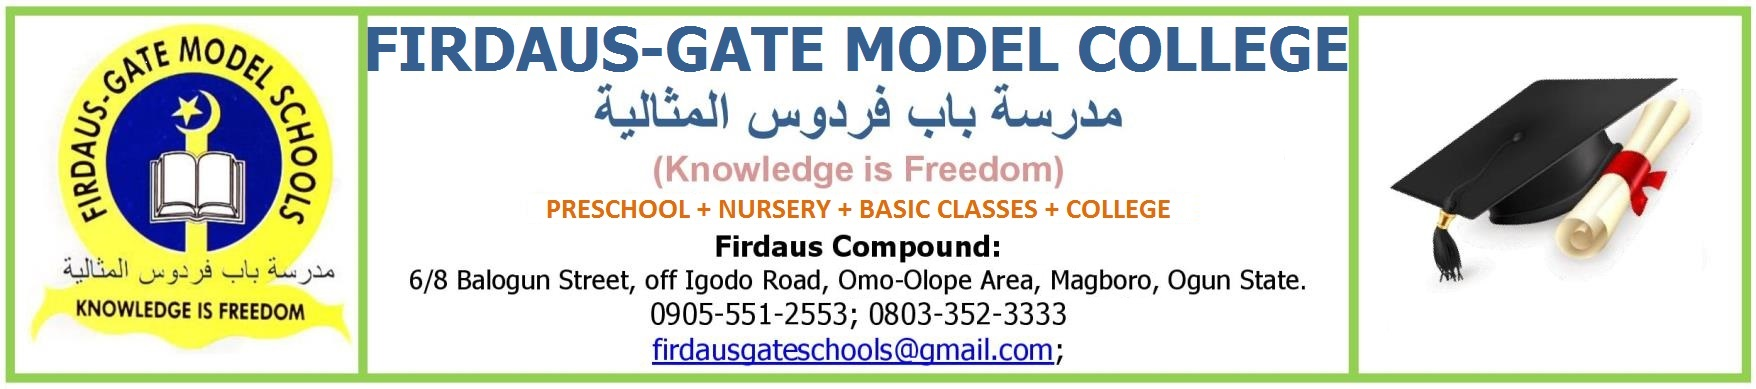 FIRDAUS-GATE MODEL SCHOOLS
مدرسة باب فردوس المثالية
KNOWLEDGE IS FREEDOM
FIRDAUS-GATE MODEL COLLEGE
مدرسة باب فردوس المثالية
(Knowledge is Freedom)
PRESCHOOL + NURSERY + BASIC CLASSES + COLLEGE
Firdaus Compound:
6/8 Balogun Street, off Igodo Road, Omo-Olope Area, Magboro, Ogun State.
0905-551-2553; 0803-352-3333
firdausgateschools@gmail.com;